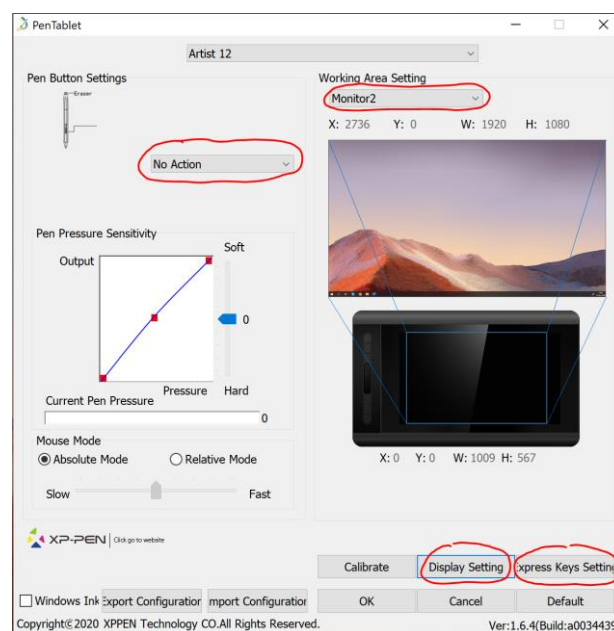 PenTablet
Artist 12
Pen Button Settings
Eraser
No Action
Working Area Setting
Monitor2
X: 2736 Y: 0 W: 1920 H: 1080
Pen Pressure Sensitivity
Output
Soft
0
Pressure
Hard
Current Pen Pressure
0
Mouse Mode
Absolute Mode Relative Mode
Slow Fast
X: 0 Y: 0 W: 1009 H: 567
XP-PEN Click go to website
Calibrate Display Setting xpress Keys Setting
Windows Ink Export Configuration mport Configuration OK Cancel Default
Copyright©2020 XPPEN Technology CO.All Rights Reserved. Ver:1.6.4(Build:a0034439